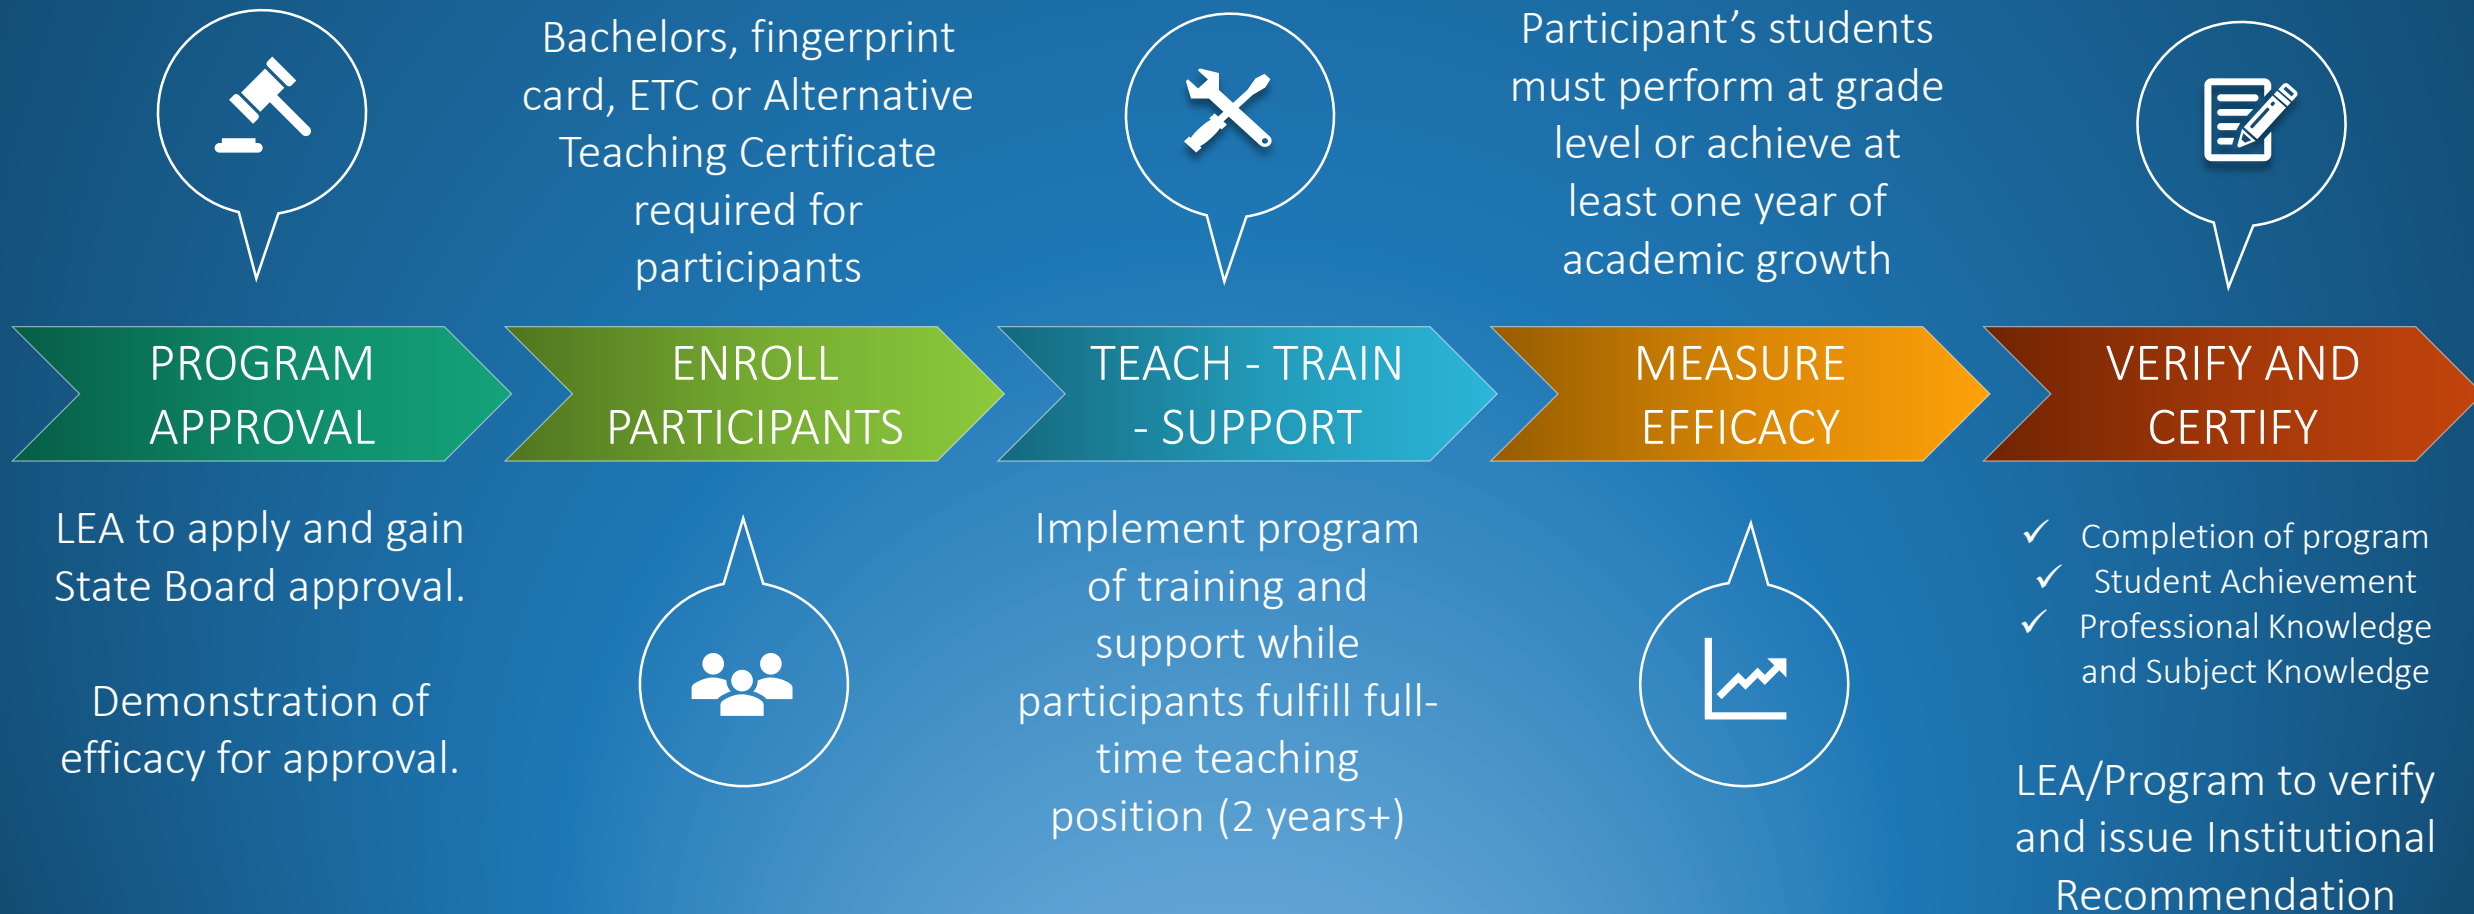 PROGRAM
APPROVAL
LEA to apply and gain
State Board approval.
Demonstration of
efficacy for approval.
Bachelors, fingerprint
card, ETC or Alternative
Teaching Certificate
required for
participants
ENROLL
PARTICIPANTS
TEACH - TRAIN
- SUPPORT
Implement program
of training and
support while
participants fulfill full-
time teaching
position (2 years+)
Participant’s students
must perform at grade
level or achieve at
least one year of
academic growth
MEASURE
EFFICACY
VERIFY AND
CERTIFY
✓ Completion of program
✓ Student Achievement
✓ Professional Knowledge
and Subject Knowledge
LEA/Program to verify
and issue Institutional
Recommendation